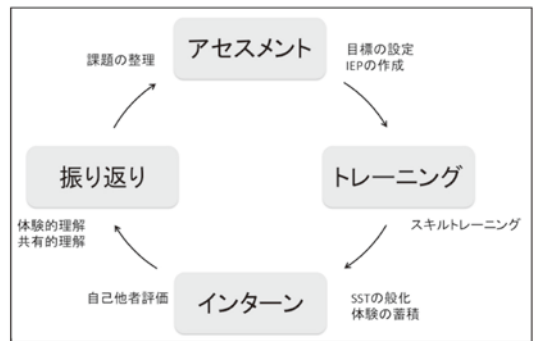 アセスメント
目標の設定
IEPの作成
トレーニング
スキルトレーニング
SSTの般化
体験の蓄積
インターン
自己他者評価
体験的理解
共有的理解
振り返り
課題の整理